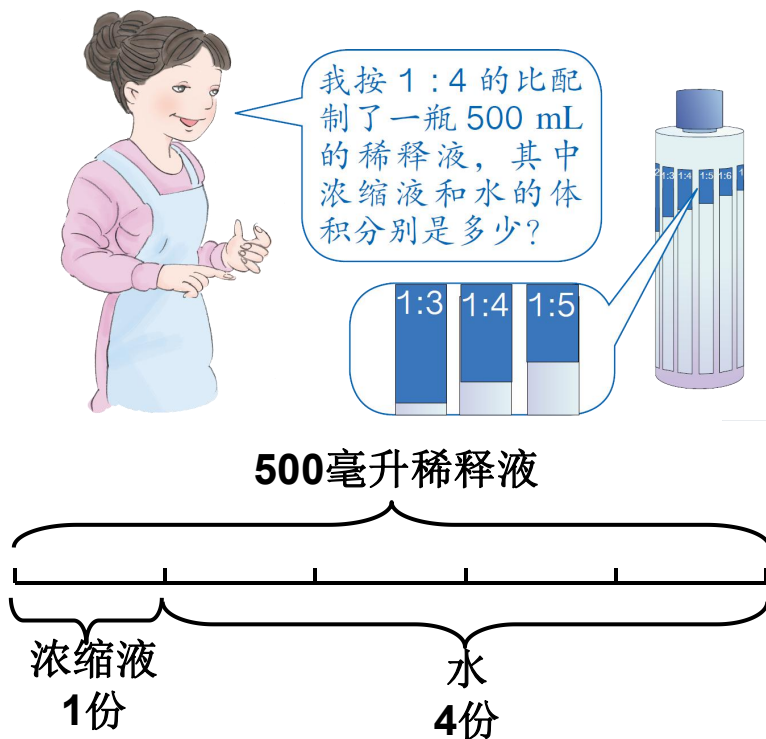 我按 1 : 4 的比配
制了一瓶 500 mL
的稀释液，其中
浓缩液和水的体
积分别是多少？
2 1:3 1:4 1:5 1:6 1
1:3 1:4 1:5
500毫升稀释液
浓缩液
1份
水
4份